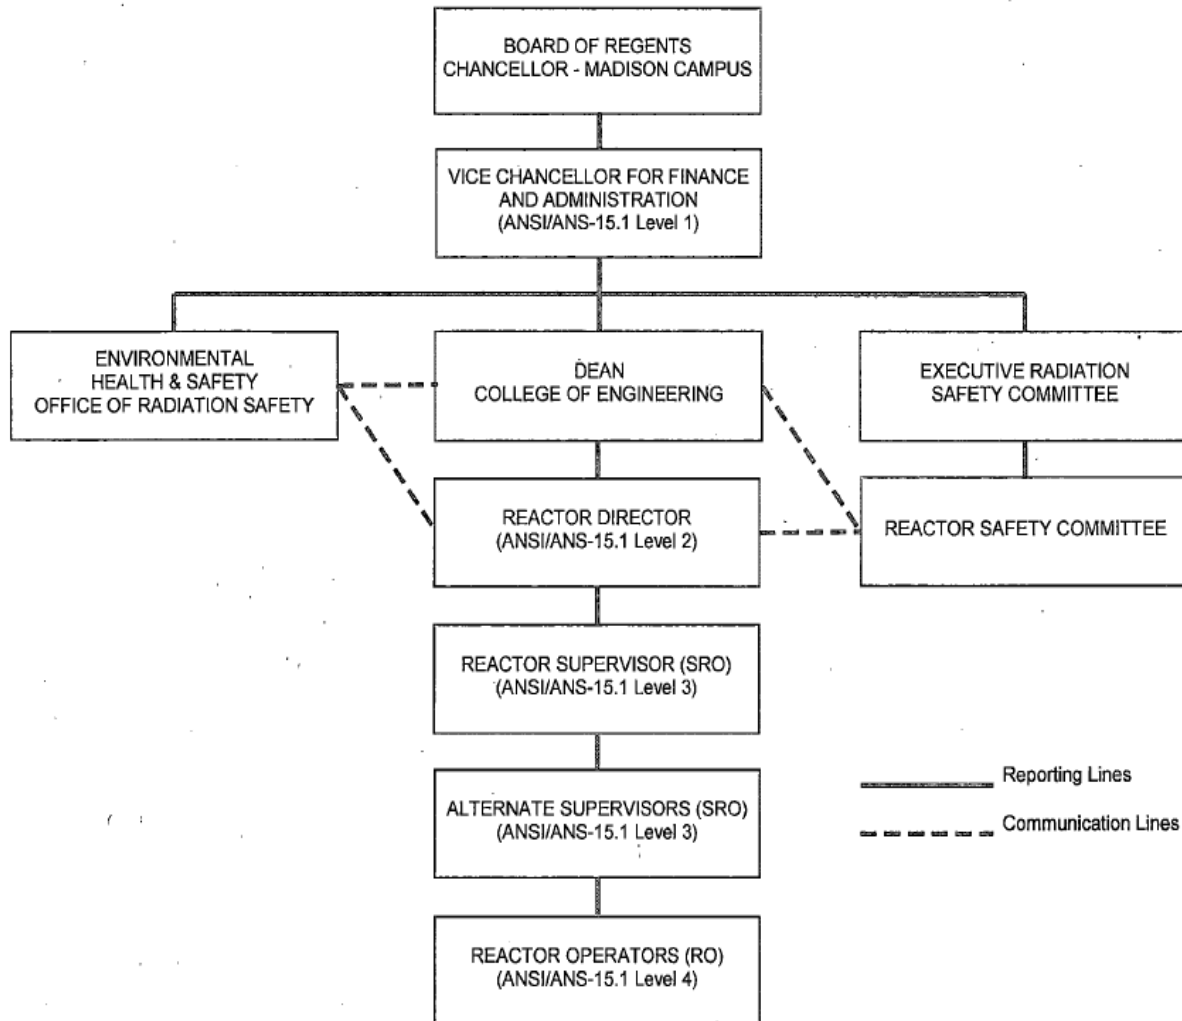 BOARD OF REGENTS
CHANCELLOR - MADISON CAMPUS
VICE CHANCELLOR FOR FINANCE
AND ADMINISTRATION
(ANSI/ANS-15.1 Level 1)
ENVIRONMENTAL
HEALTH & SAFETY
OFFICE OF RADIATION SAFETY
DEAN
COLLEGE OF ENGINEERING
EXECUTIVE RADIATION
SAFETY COMMITTEE
REACTOR DIRECTOR
(ANSI/ANS-15.1 Level 2)
REACTOR SAFETY COMMITTEE
REACTOR SUPERVISOR (SRO)
(ANSI/ANS-15.1 Level 3)
ALTERNATE SUPERVISORS (SRO)
(ANSI/ANS-15.1 Level 3)
REACTOR OPERATORS (RO)
(ANSI/ANS-15.1 Level 4)
Reporting Lines
Communication Lines